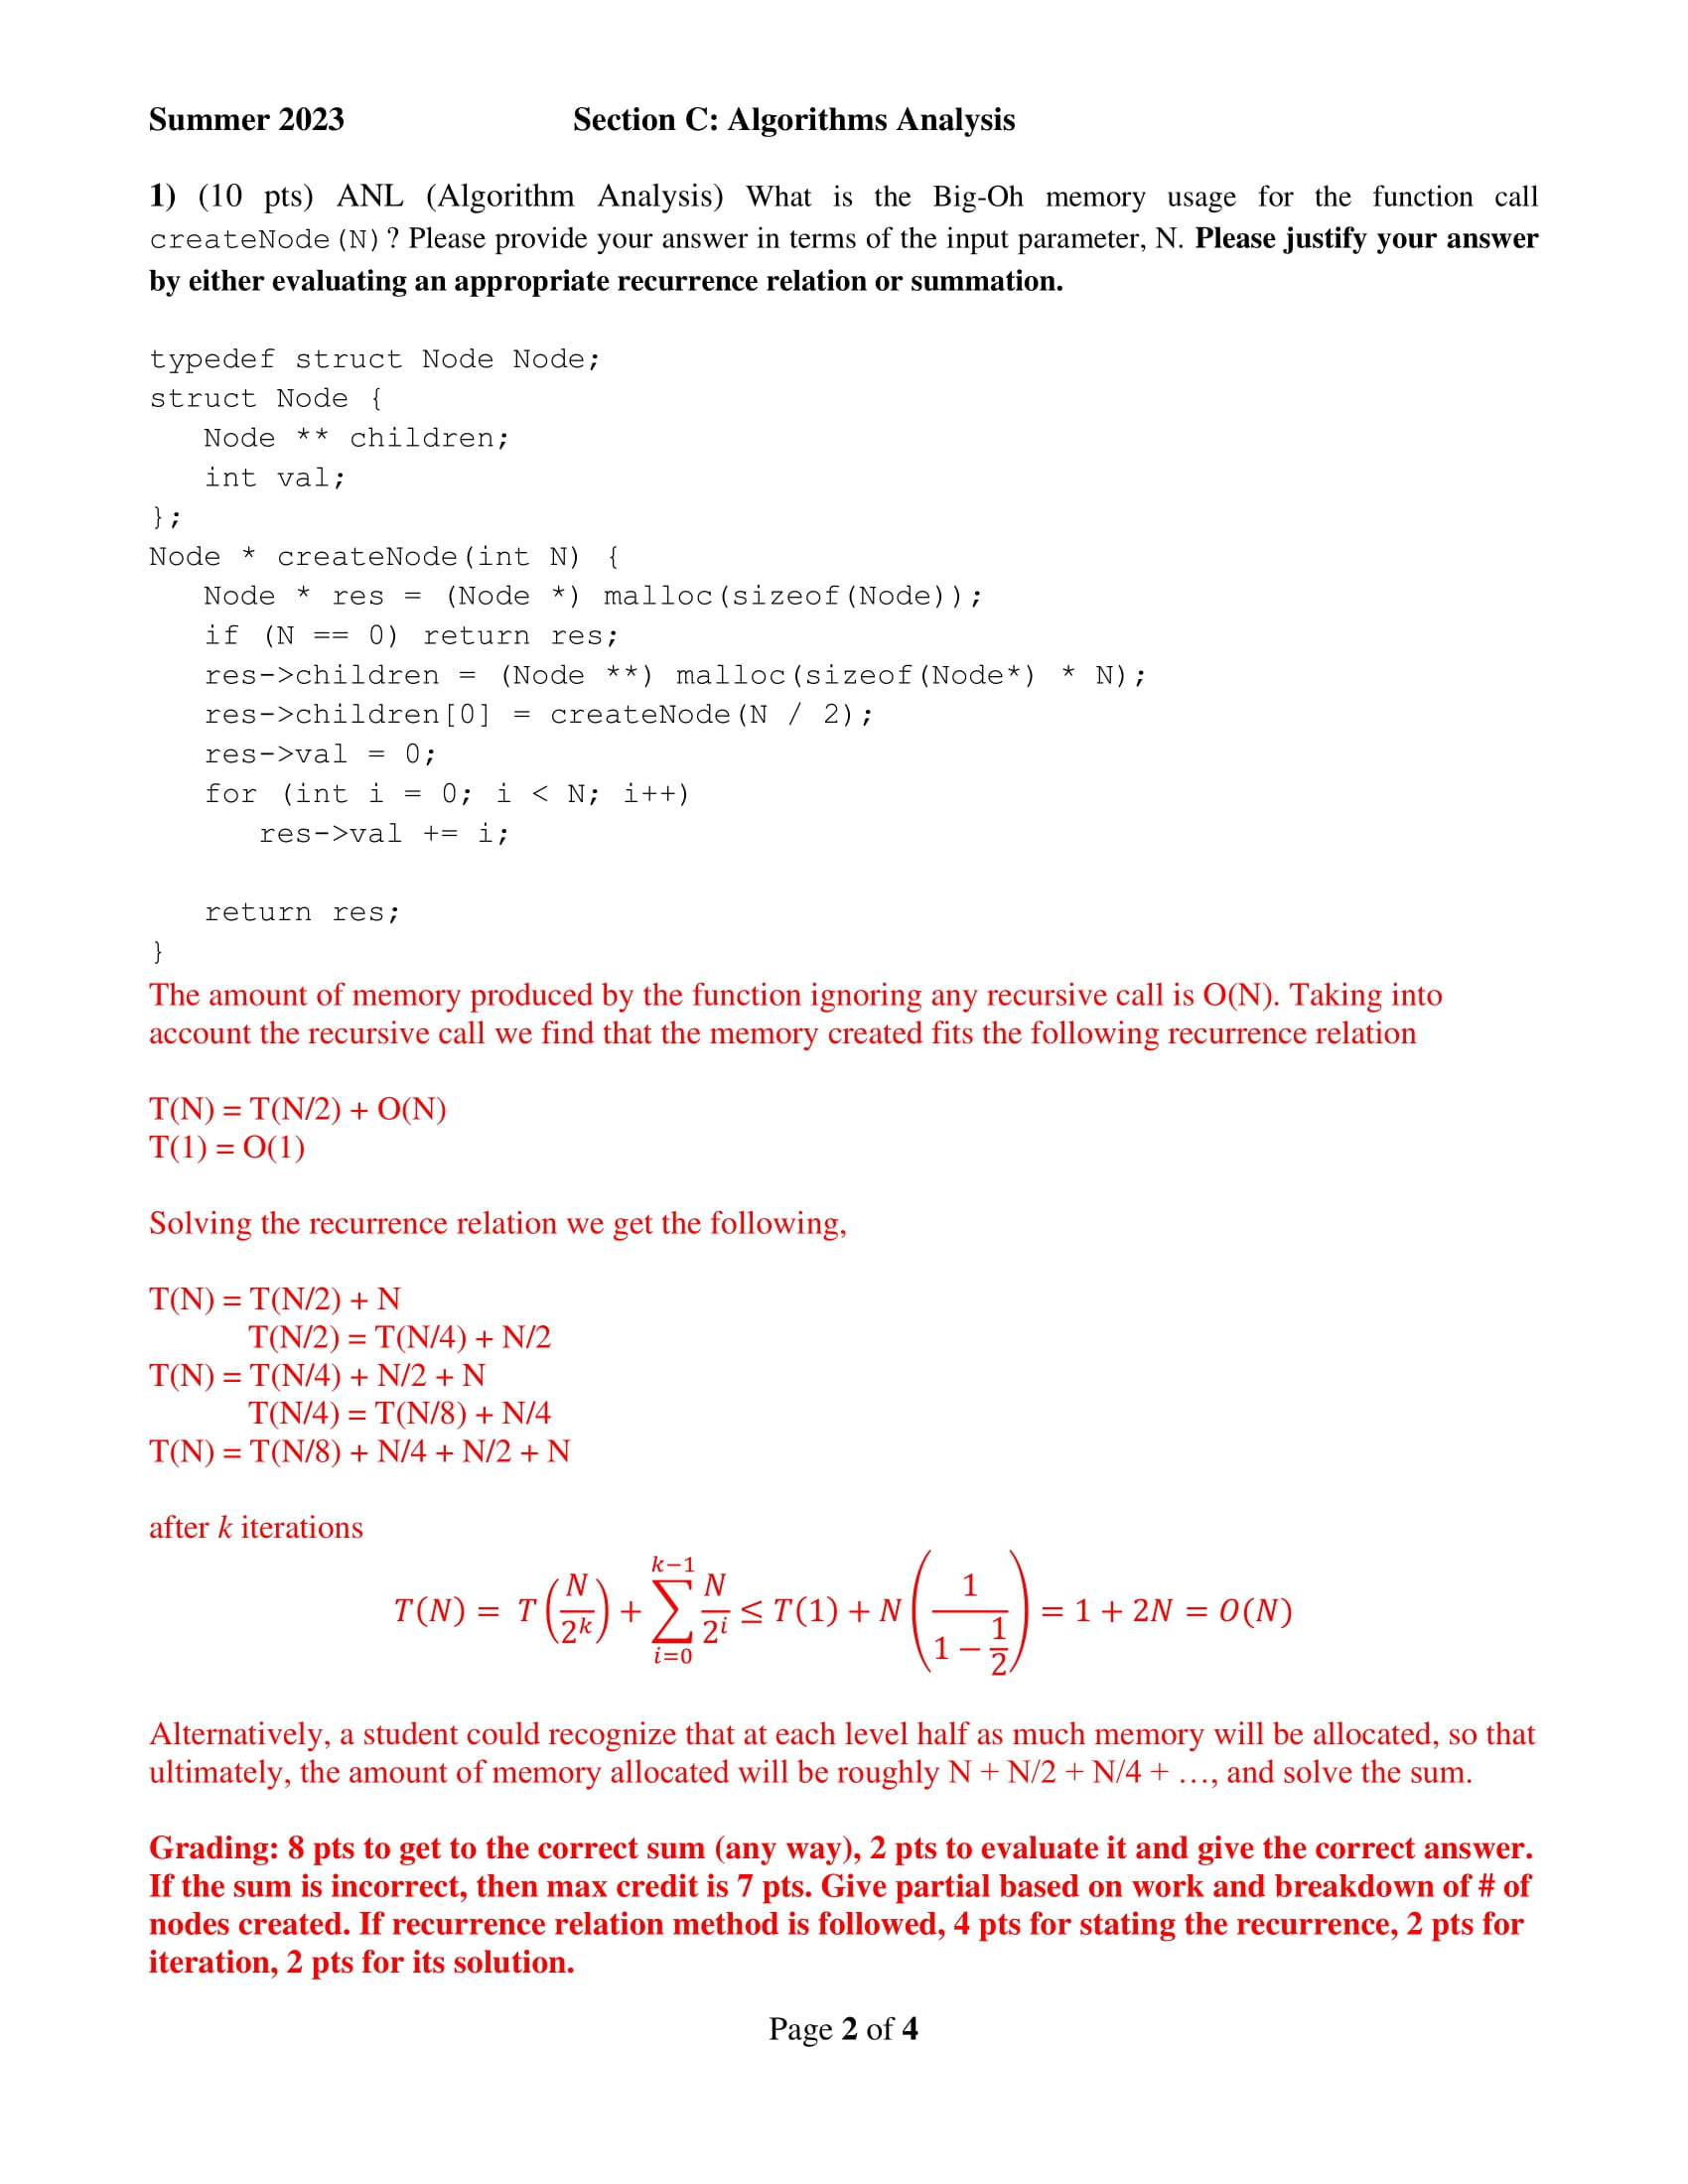 Summer 2023 Section C: Algorithms Analysis
1) (10 pts) ANL (Algorithm Analysis) What is the Big-Oh memory usage for the function call
createNode(N)? Please provide your answer in terms of the input parameter, N. Please justify your answer
by either evaluating an appropriate recurrence relation or summation.
typedef struct Node Node;
struct Node {
   Node ** children;
   int val;
};
Node * createNode(int N) {
   Node * res = (Node *) malloc(sizeof(Node));
   if (N == 0) return res;
   res->children = (Node **) malloc(sizeof(Node*) * N);
   res->children[0] = createNode(N / 2);
   res->val = 0;
   for (int i = 0; i < N; i++)
      res->val += i;
   return res;
}
The amount of memory produced by the function ignoring any recursive call is O(N). Taking into
account the recursive call we find that the memory created fits the following recurrence relation
T(N) = T(N/2) + O(N)
T(1) = O(1)
Solving the recurrence relation we get the following,
T(N) = T(N/2) + N
T(N/2) = T(N/4) + N/2
T(N) = T(N/4) + N/2 + N
T(N/4) = T(N/8) + N/4
T(N) = T(N/8) + N/4 + N/2 + N
after k iterations
T(N) = T(N/2^k) + ∑_{i=0}^{k−1} N/2^i ≤ T(1) + N(1/(1 − 1/2)) = 1 + 2N = O(N)
Alternatively, a student could recognize that at each level half as much memory will be allocated, so that
ultimately, the amount of memory allocated will be roughly N + N/2 + N/4 + …, and solve the sum.
Grading: 8 pts to get to the correct sum (any way), 2 pts to evaluate it and give the correct answer.
If the sum is incorrect, then max credit is 7 pts. Give partial based on work and breakdown of # of
nodes created. If recurrence relation method is followed, 4 pts for stating the recurrence, 2 pts for
iteration, 2 pts for its solution.
Page 2 of 4